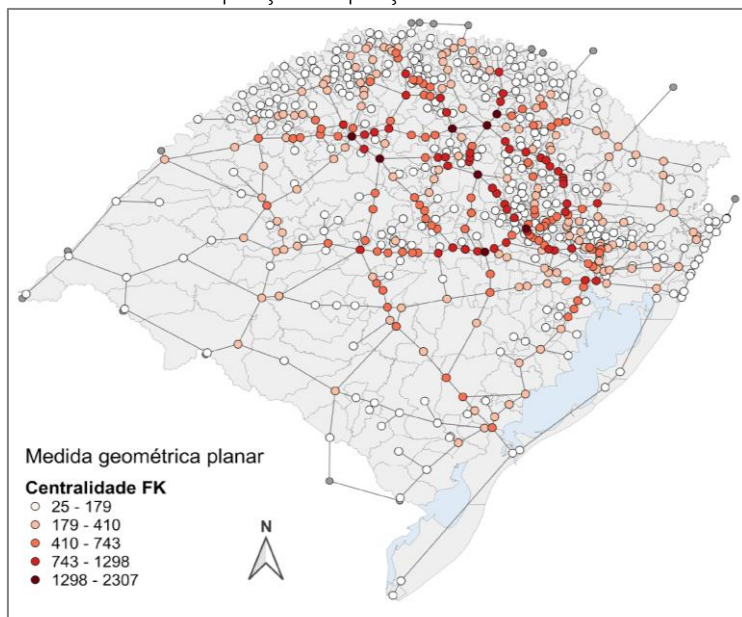 Medida geométrica planar
Centralidade FK
25 - 179
179 - 410
410 - 743
743 - 1298
1298 - 2307
N